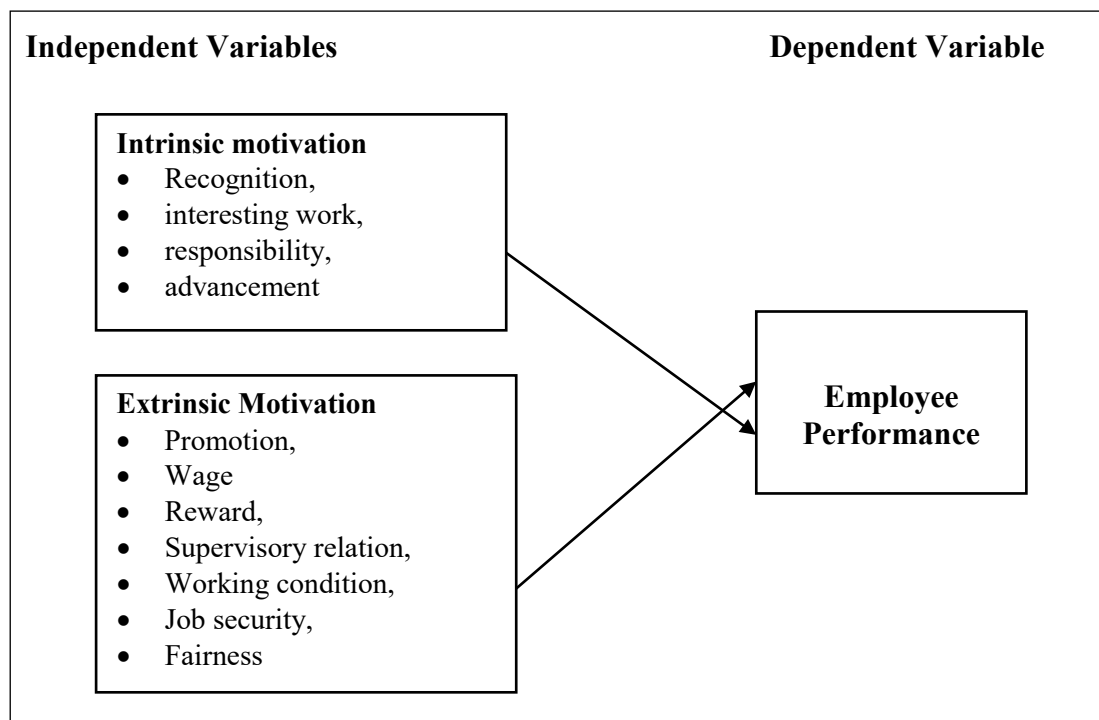 Independent Variables
Dependent Variable
Intrinsic motivation
• Recognition,
• interesting work,
• responsibility,
• advancement
Extrinsic Motivation
• Promotion,
• Wage
• Reward,
• Supervisory relation,
• Working condition,
• Job security,
• Fairness
Employee
Performance